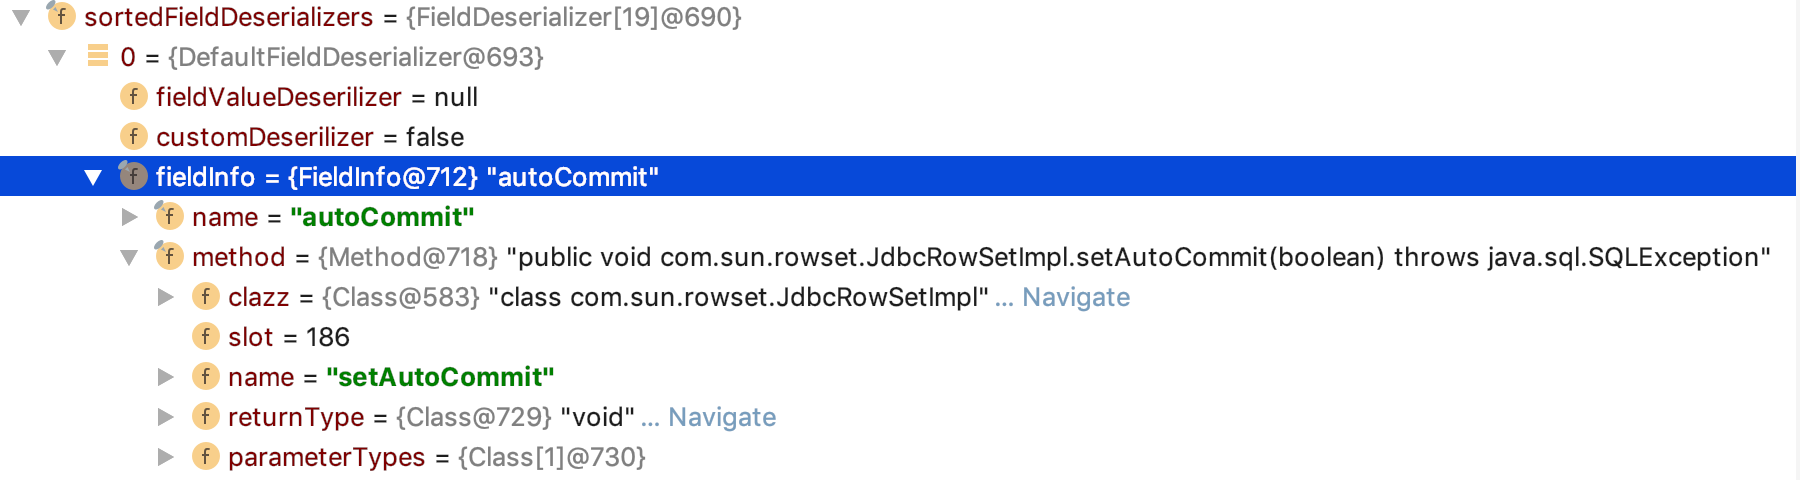 sortedFieldDeserializers = {FieldDeserializer[19]@690}
0 = {DefaultFieldDeserializer@693}
f fieldValueDeserilizer = null
f customDeserilizer = false
f fieldInfo = {FieldInfo@712} "autoCommit"
f name = "autoCommit"
f method = {Method@718} "public void com.sun.rowset.JdbcRowSetImpl.setAutoCommit(boolean) throws java.sql.SQLException"
f clazz = {Class@583} "class com.sun.rowset.JdbcRowSetImpl" ... Navigate
f slot = 186
f name = "setAutoCommit"
f returnType = {Class@729} "void" ... Navigate
f parameterTypes = {Class[1]@730}